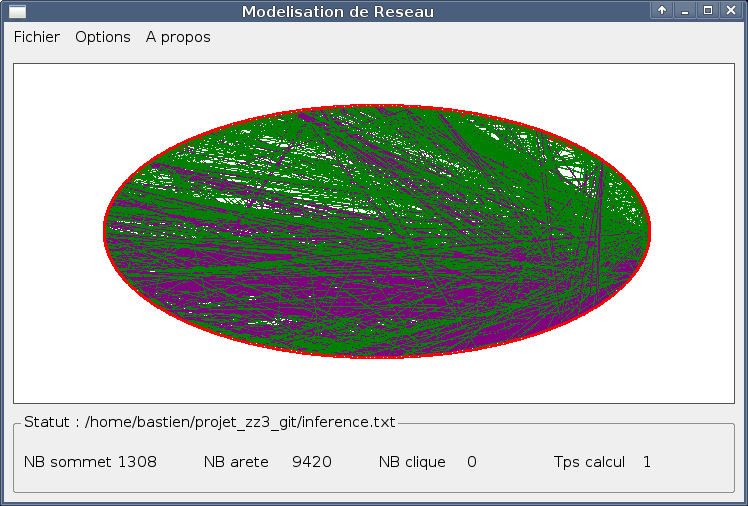 Modelisation de Reseau
Fichier Options A propos
Statut : /home/bastien/projet_zz3_git/inference.txt
NB sommet 1308 NB arete 9420 NB clique 0 Tps calcul 1